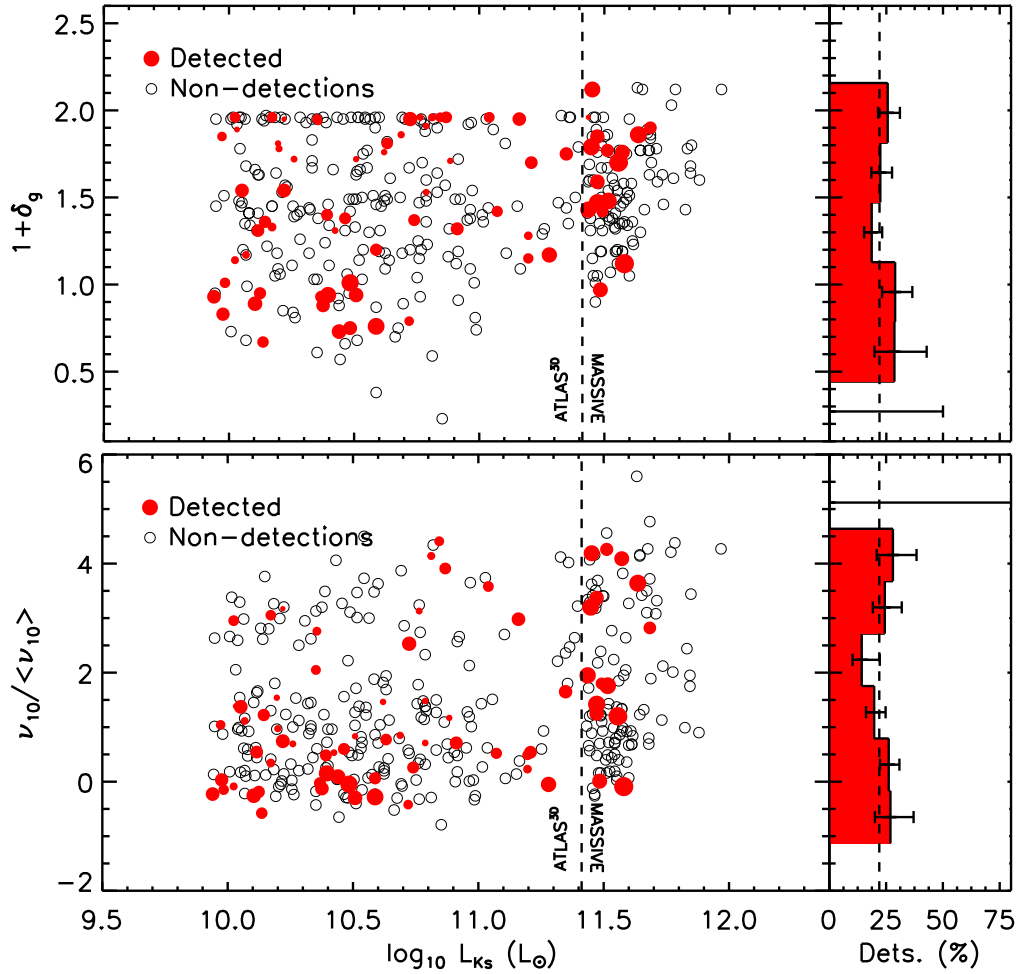 2.5
2.0
1.5
1.0
0.5
1+δg
Detected
Non-detections
ATLAS3D
MASSIVE
6
4
2
0
−2
ν10/<ν10>
Detected
Non-detections
ATLAS3D
MASSIVE
9.5 10.0 10.5 11.0 11.5 12.0
log10 LKs (L⊙)
0 25 50 75
Dets. (%)